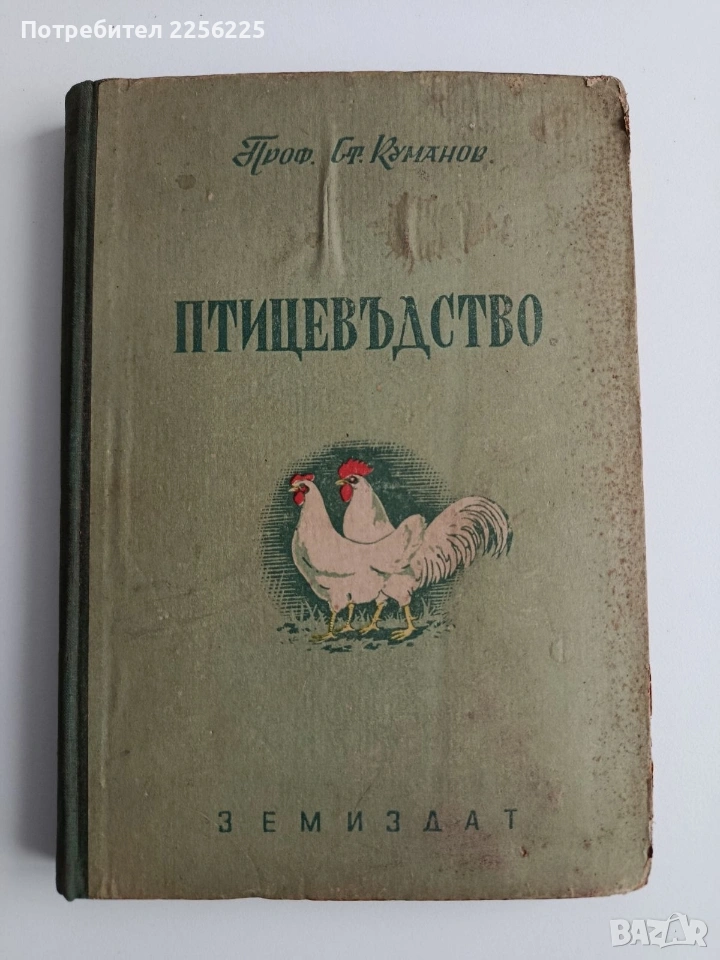 Потребител 2256225
Проф. Ст. Куманов.
ПТИЦЕВЪДСТВО
ЗЕМИЗДАТ
BAZAR